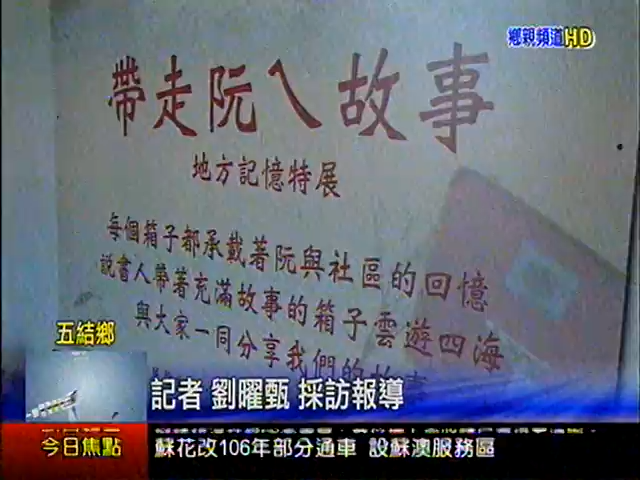 鄉親頻道HD
帶走阮ㄟ故事
地方記憶特展
每個箱子都承載著阮與社區的回憶
說書人帶著充滿故事的箱子雲遊四海
與大家一同分享我們的故事
五結鄉
記者 劉曜甄 採訪報導
今日焦點
蘇花改106年部分通車 設蘇澳服務區